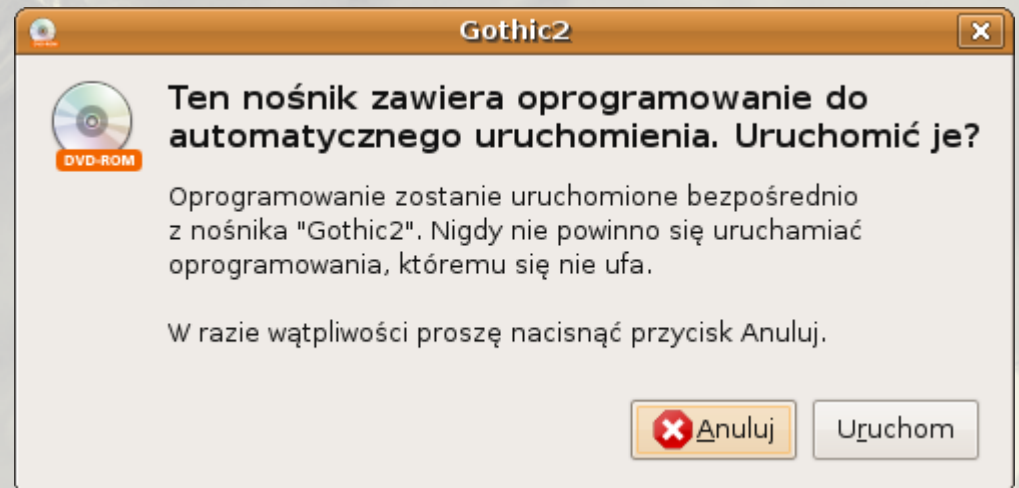 Gothic2
Ten nośnik zawiera oprogramowanie do
automatycznego uruchomienia. Uruchomić je?
DVD-ROM
Oprogramowanie zostanie uruchomione bezpośrednio
z nośnika "Gothic2". Nigdy nie powinno się uruchamiać
oprogramowania, któremu się nie ufa.
W razie wątpliwości proszę nacisnąć przycisk Anuluj.
Anuluj
Uruchom